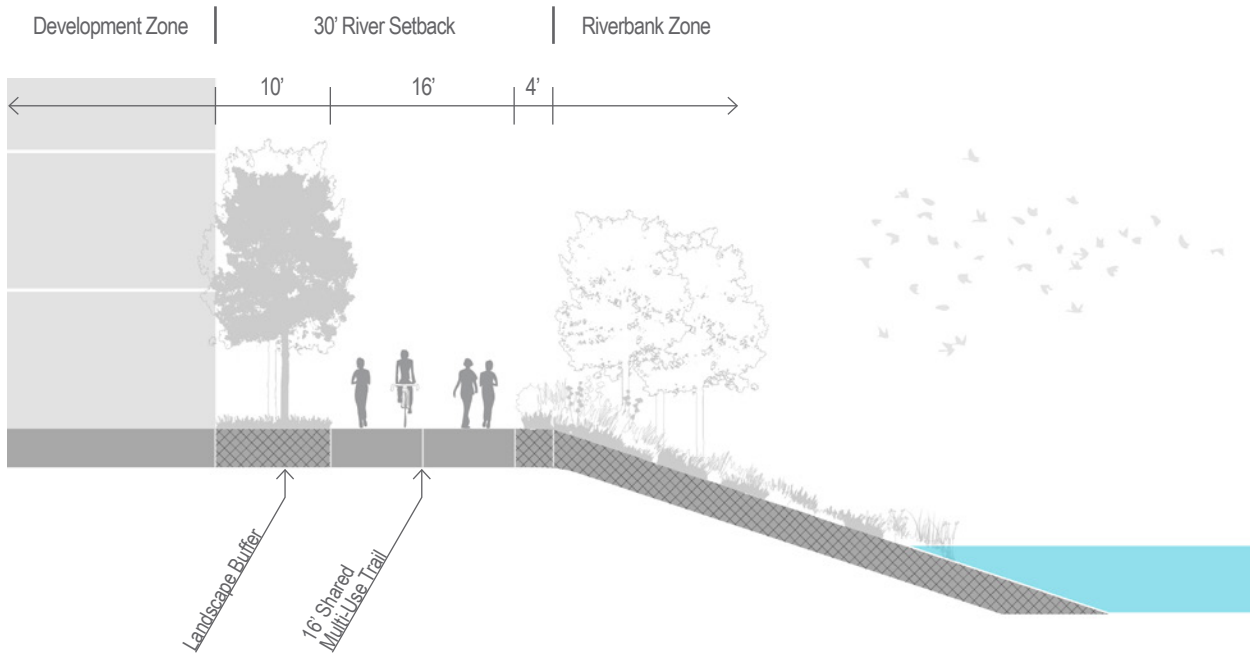 Development Zone
30’ River Setback
Riverbank Zone
10’
16’
4’
Landscape Buffer
16’ Shared
Multi-Use Trail